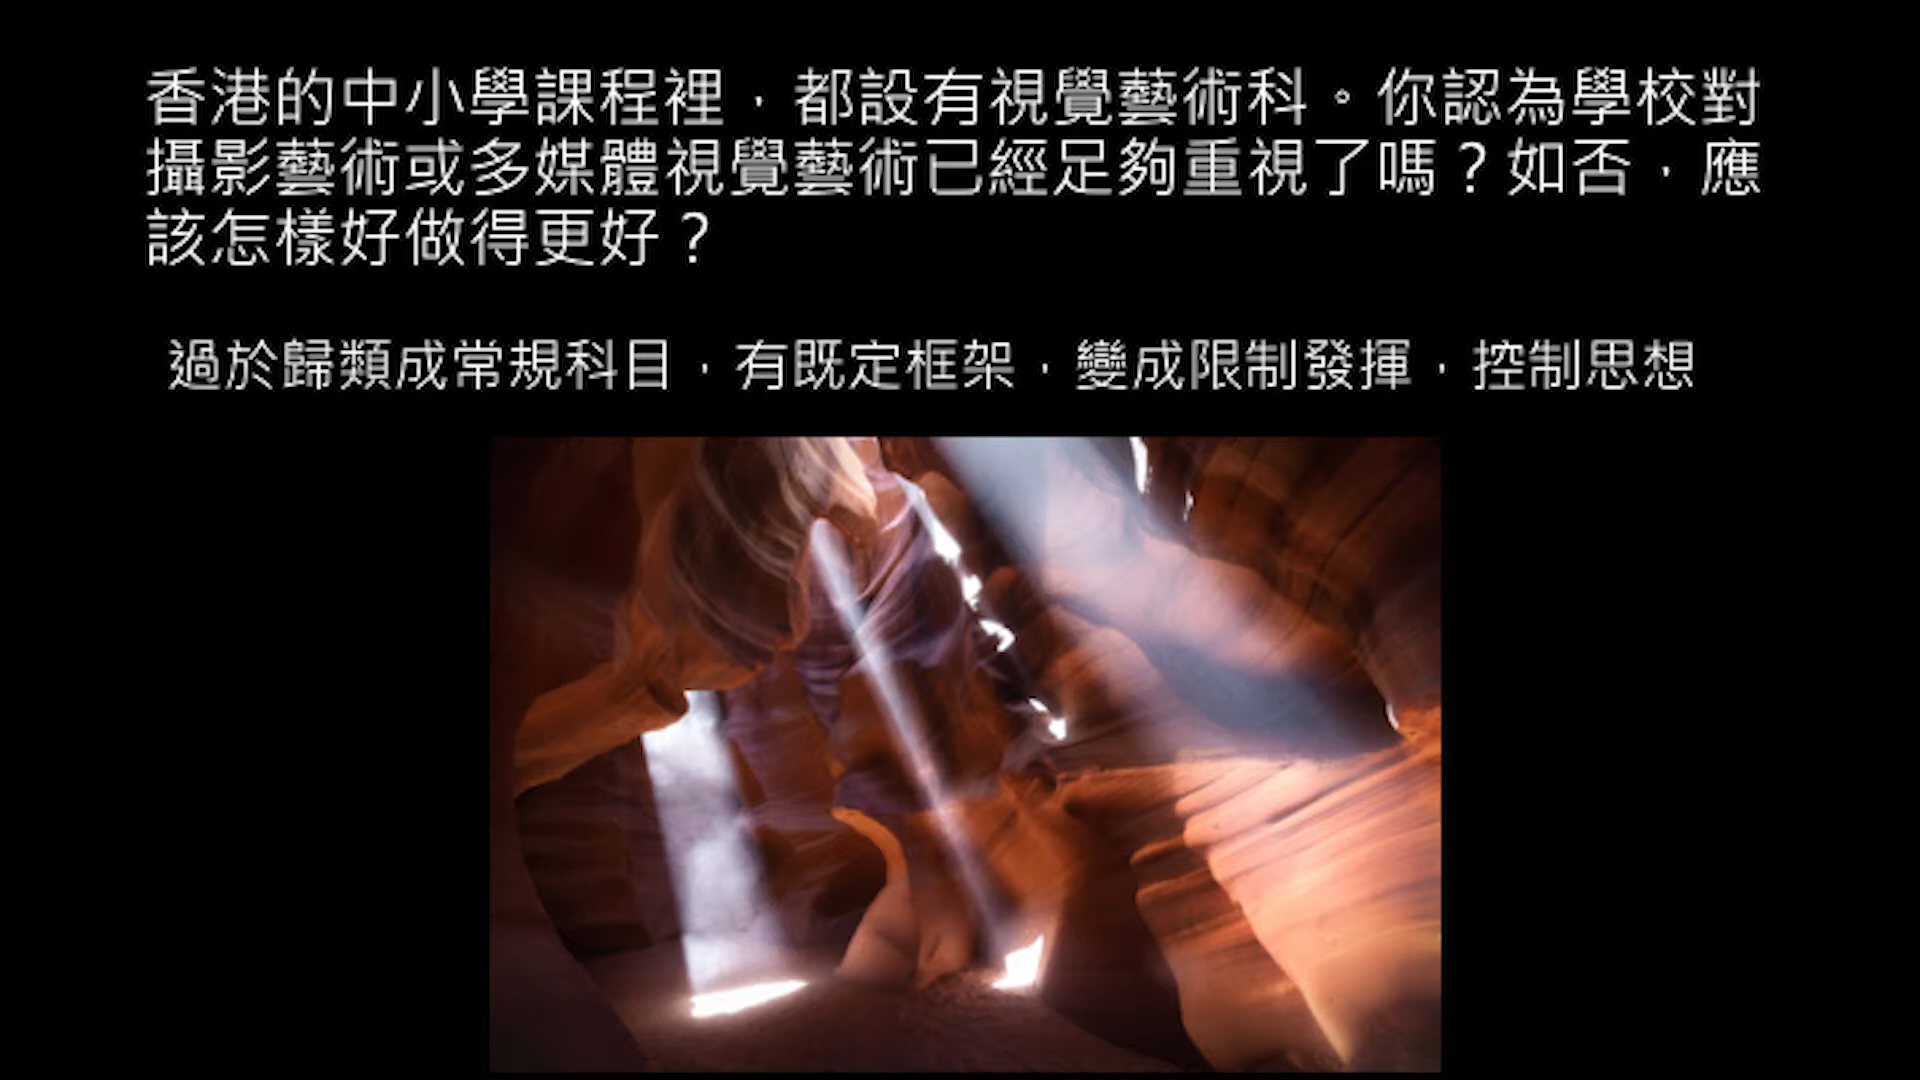 香港的中小學課程裡，都設有視覺藝術科。你認為學校對
攝影藝術或多媒體視覺藝術已經足夠重視了嗎？如否，應
該怎樣好做得更好？
過於歸類成常規科目，有既定框架，變成限制發揮，控制思想